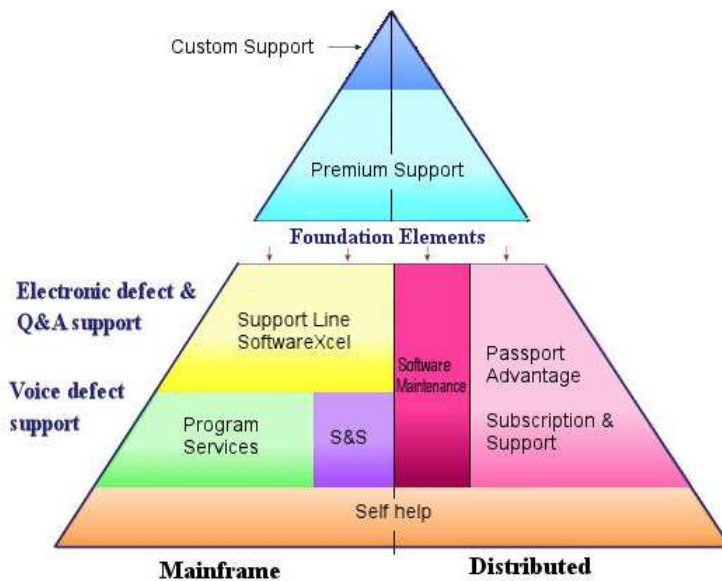 Custom Support
Premium Support
Foundation Elements
Electronic defect &
Q&A support
Support Line
SoftwareXcel
Software
Maintenance
Passport
Advantage
Voice defect
support
Program
Services
S&S
Subscription &
Support
Self help
Mainframe
Distributed